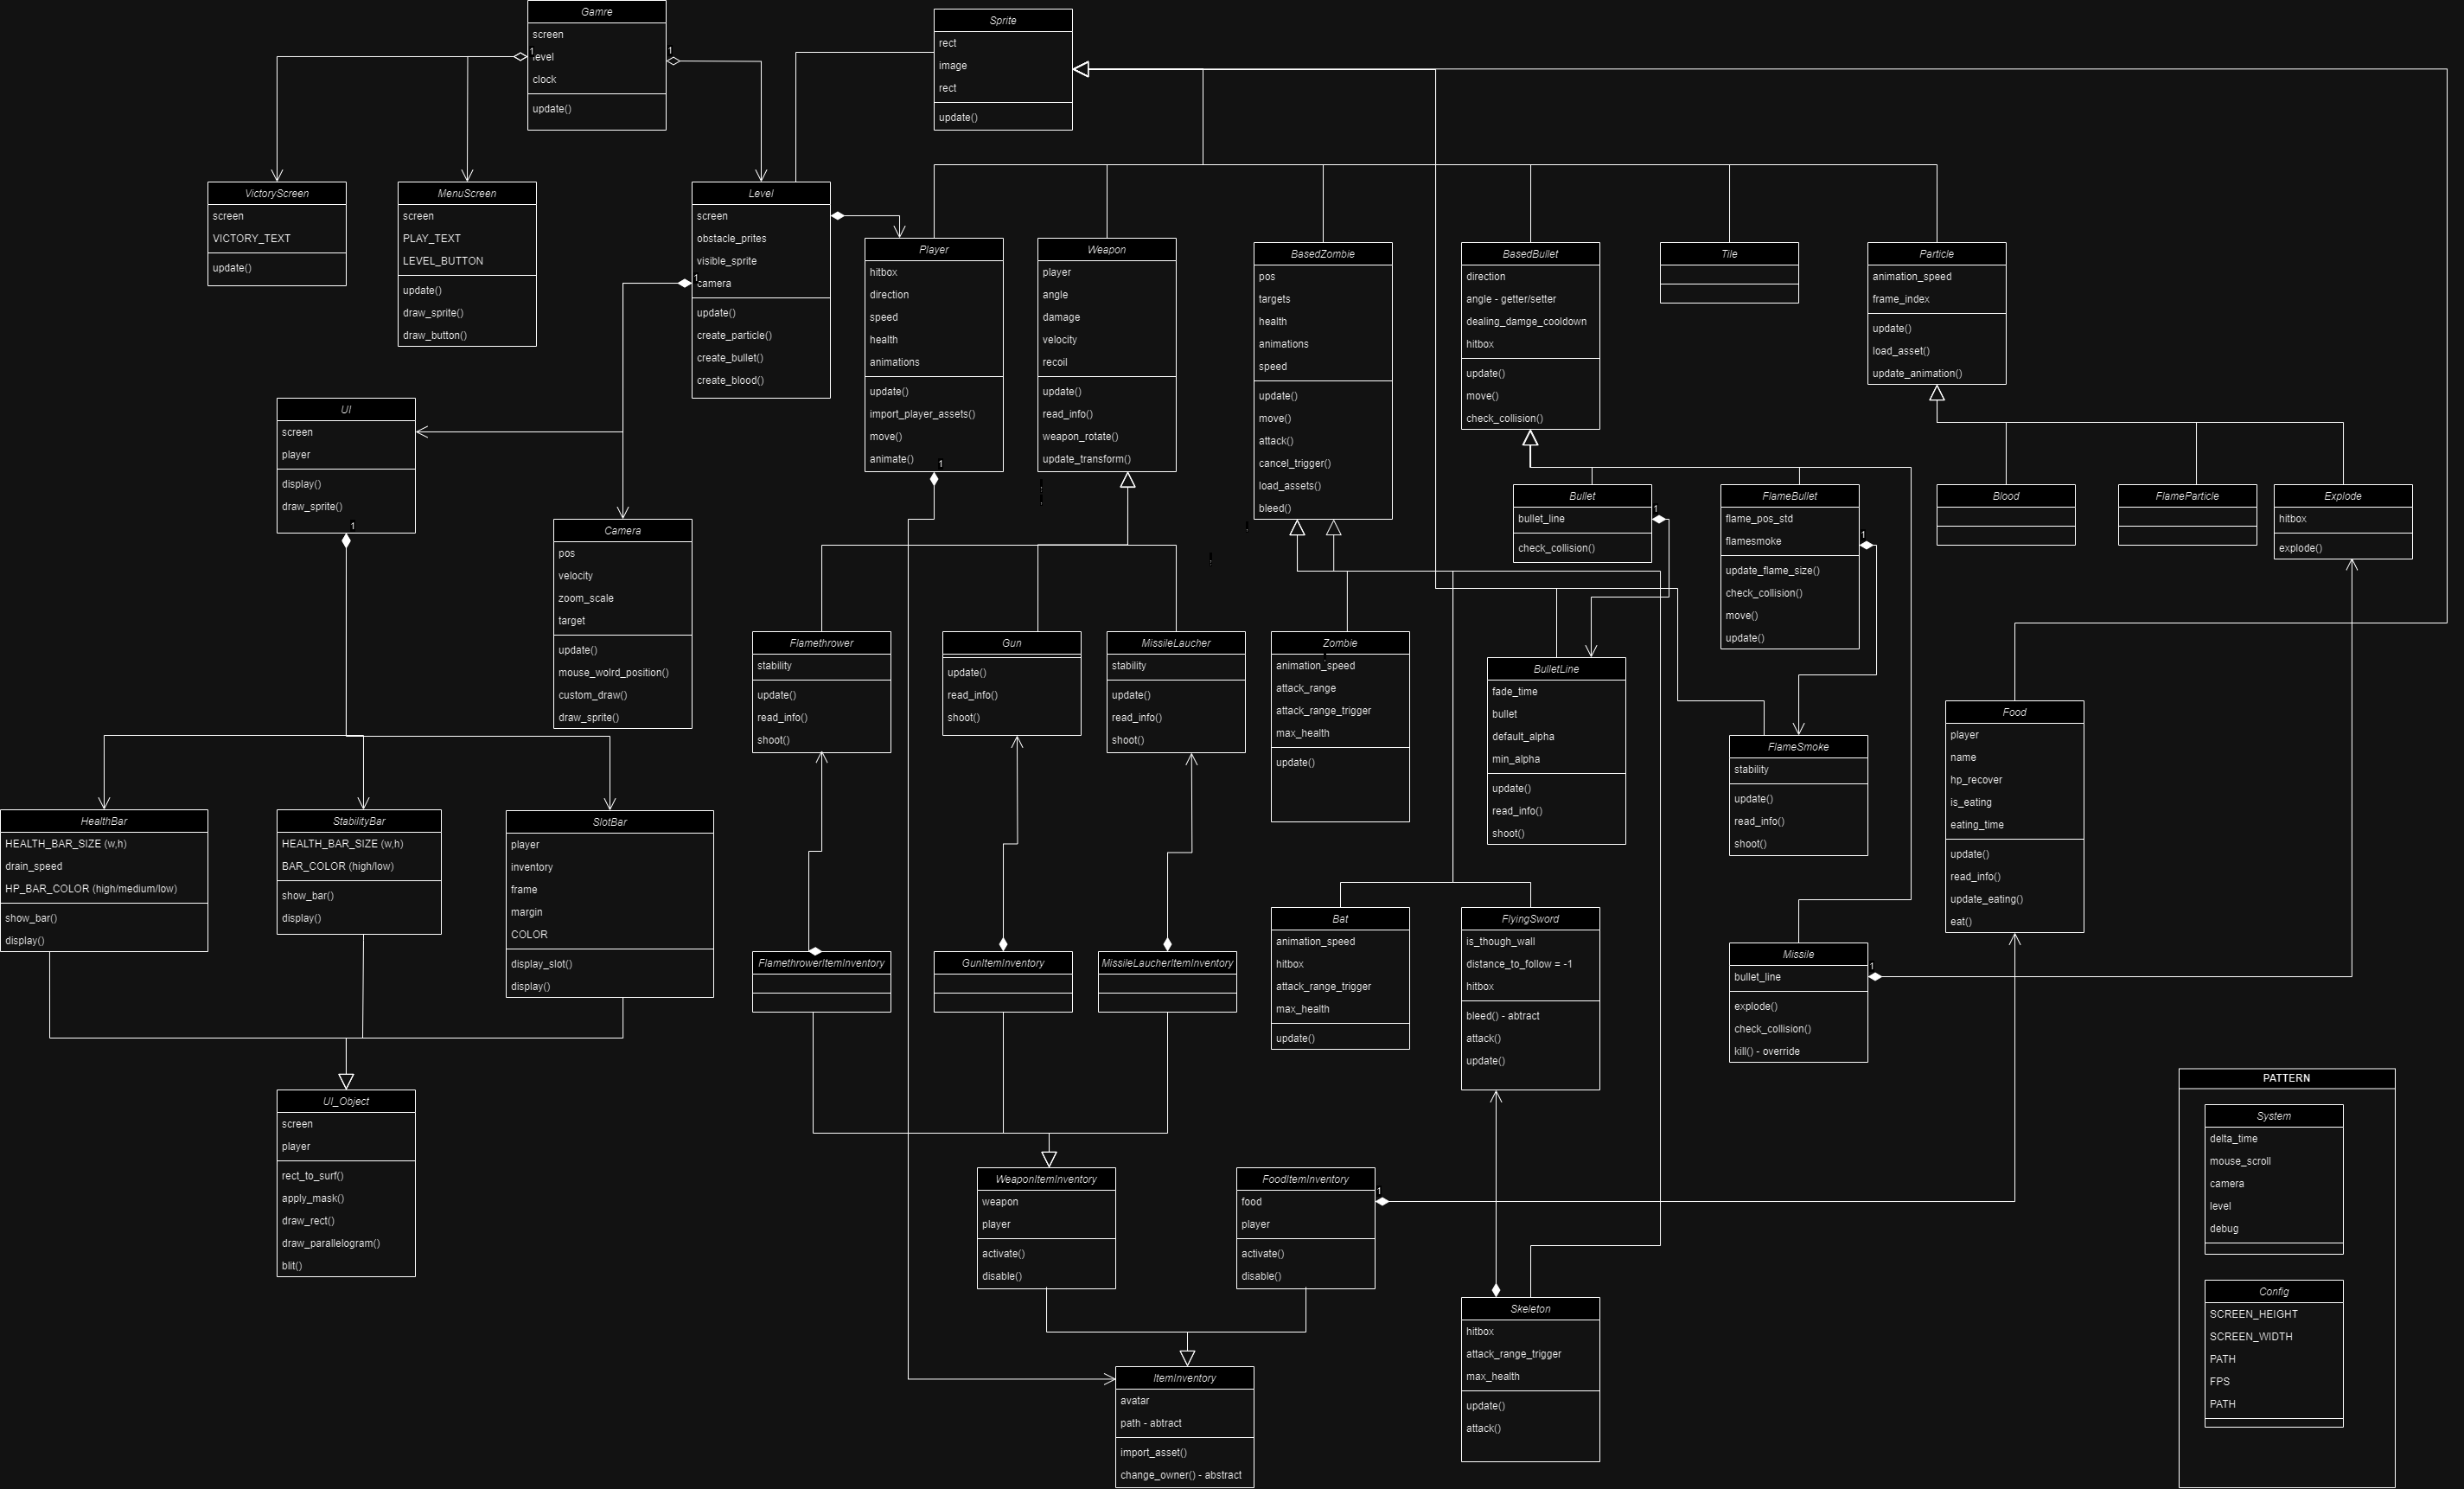 Gamre
screen
level
clock
update()
1
1
Sprite
rect
image
rect
update()
VictoryScreen
screen
VICTORY_TEXT
update()
MenuScreen
screen
PLAY_TEXT
LEVEL_BUTTON
update()
draw_sprite()
draw_button()
Level
screen
obstacle_prites
visible_sprite
camera
1
update()
create_particle()
create_bullet()
create_blood()
Player
hitbox
direction
speed
health
animations
update()
import_player_assets()
move()
animate()
1
Weapon
player
angle
damage
velocity
recoil
update()
read_info()
weapon_rotate()
update_transform()
BasedZombie
pos
targets
health
animations
speed
update()
move()
attack()
cancel_trigger()
load_assets()
bleed()
BasedBullet
direction
angle - getter/setter
dealing_damge_cooldown
hitbox
update()
move()
check_collision()
Tile
Particle
animation_speed
frame_index
update()
load_asset()
update_animation()
UI
screen
player
display()
draw_sprite()
1
Camera
pos
velocity
zoom_scale
target
update()
mouse_wolrd_position()
custom_draw()
draw_sprite()
Bullet
bullet_line
check_collision()
1
FlameBullet
flame_pos_std
flamesmoke
update_flame_size()
check_collision()
move()
update()
1
Blood
FlameParticle
Explode
hitbox
explode()
Flamethrower
stability
update()
read_info()
shoot()
Gun
update()
read_info()
shoot()
MissileLaucher
stability
update()
read_info()
shoot()
Zombie
animation_speed
attack_range
attack_range_trigger
max_health
update()
BulletLine
fade_time
bullet
default_alpha
min_alpha
update()
read_info()
shoot()
FlameSmoke
stability
update()
read_info()
shoot()
Food
player
name
hp_recover
is_eating
eating_time
update()
read_info()
update_eating()
eat()
HealthBar
HEALTH_BAR_SIZE (w,h)
drain_speed
HP_BAR_COLOR (high/medium/low)
show_bar()
display()
StabilityBar
HEALTH_BAR_SIZE (w,h)
BAR_COLOR (high/low)
show_bar()
display()
SlotBar
player
inventory
frame
margin
COLOR
display_slot()
display()
FlamethrowerItemInventory
GunItemInventory
MissileLaucherItemInventory
Bat
animation_speed
hitbox
attack_range_trigger
max_health
update()
FlyingSword
is_though_wall
distance_to_follow = -1
hitbox
bleed() - abtract
attack()
update()
Missile
bullet_line
explode()
check_collision()
kill() - override
1
UI_Object
screen
player
rect_to_surf()
apply_mask()
draw_rect()
draw_parallelogram()
blit()
WeaponItemInventory
weapon
player
activate()
disable()
FoodItemInventory
food
player
activate()
disable()
1
Skeleton
hitbox
attack_range_trigger
max_health
update()
attack()
ItemInventory
avatar
path - abtract
import_asset()
change_owner() - abstract
PATTERN
System
delta_time
mouse_scroll
camera
level
debug
Config
SCREEN_HEIGHT
SCREEN_WIDTH
PATH
FPS
PATH